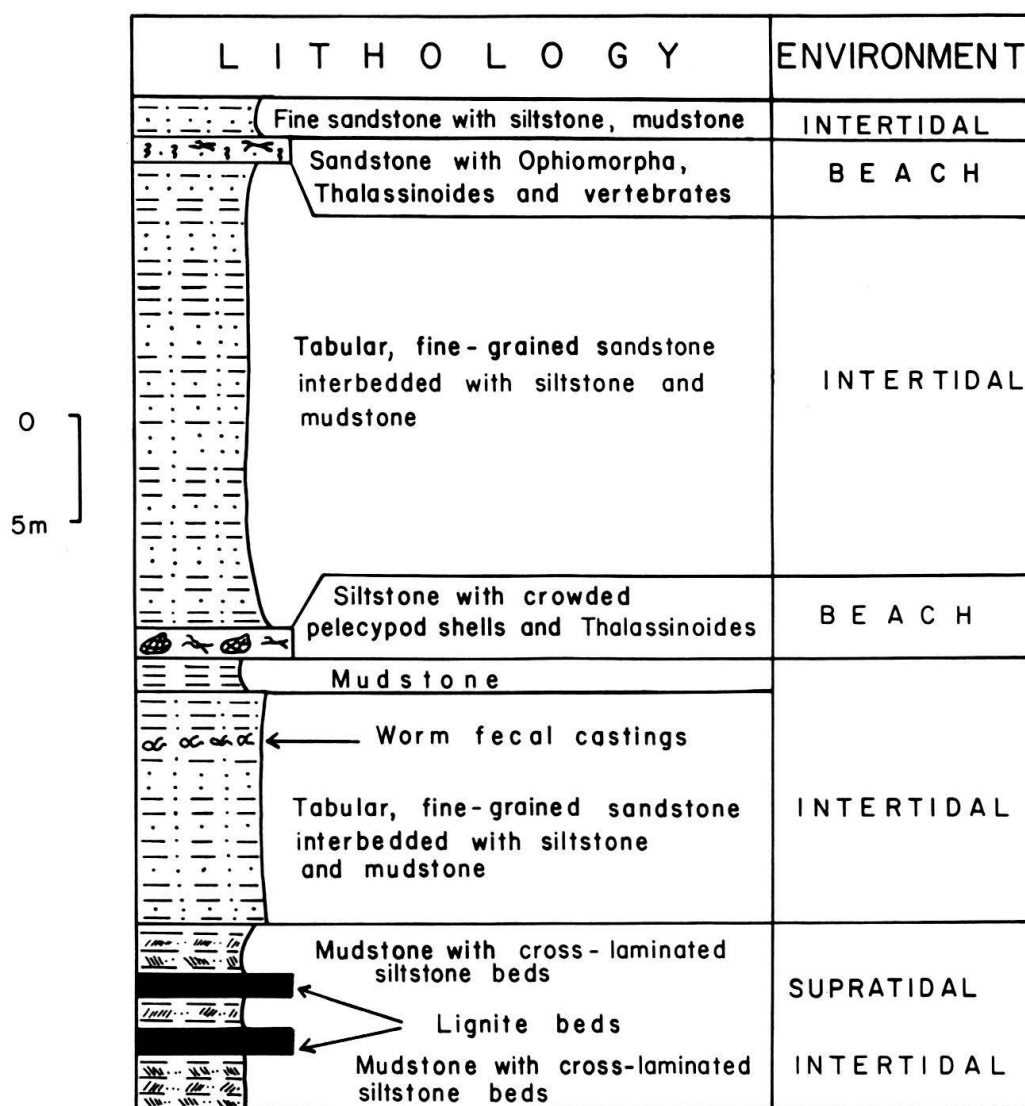 LITHOLOGY
ENVIRONMENT
Fine sandstone with siltstone, mudstone
INTERTIDAL
Sandstone with Ophiomorpha,
Thalassinoides and vertebrates
BEACH
Tabular, fine-grained sandstone
interbedded with siltstone and
mudstone
INTERTIDAL
0
5m
Siltstone with crowded
pelecypod shells and Thalassinoides
BEACH
Mudstone
Worm fecal castings
Tabular, fine-grained sandstone
interbedded with siltstone
and mudstone
INTERTIDAL
Mudstone with cross-laminated
siltstone beds
SUPRATIDAL
Lignite beds
Mudstone with cross-laminated
siltstone beds
INTERTIDAL